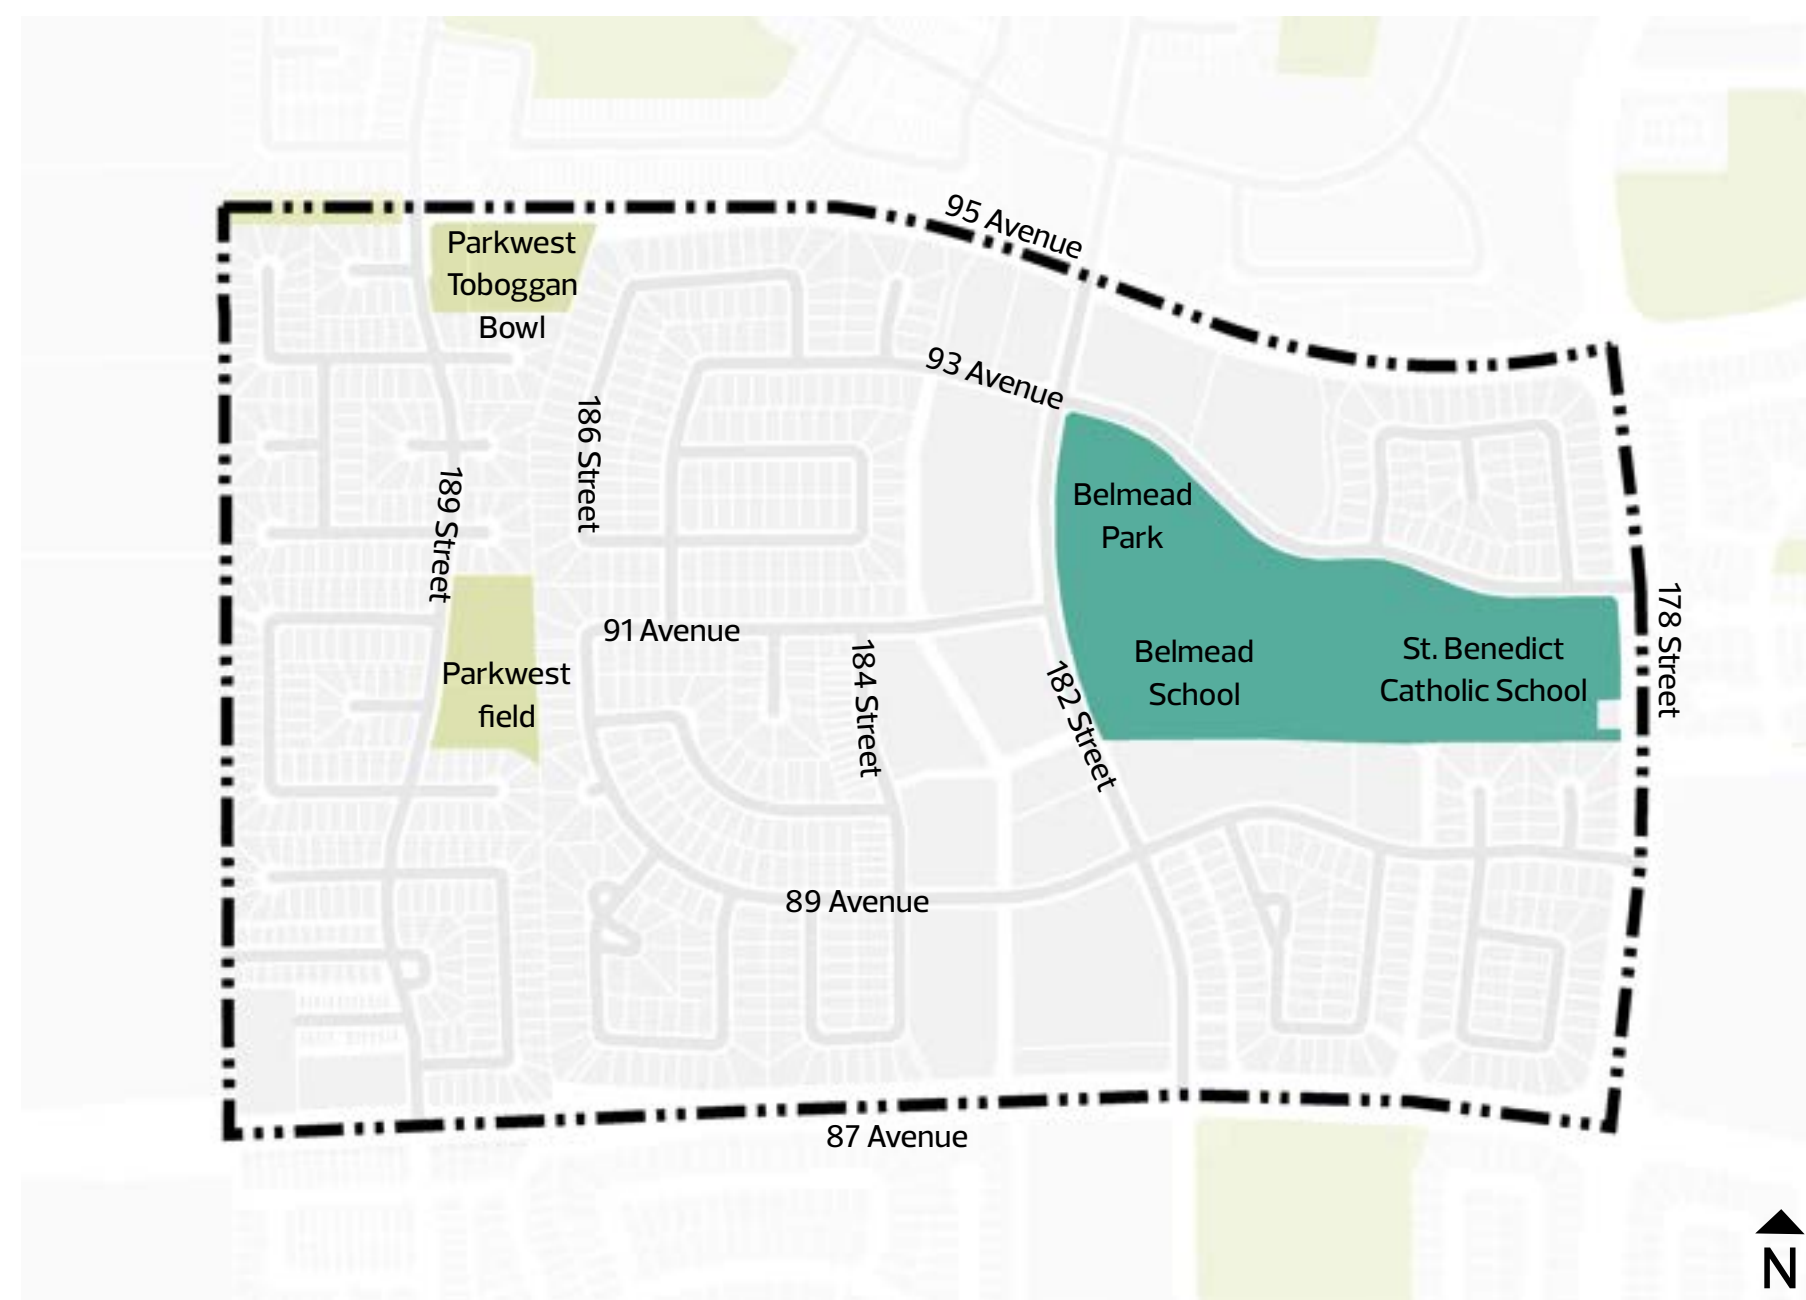 95 Avenue
Parkwest
Toboggan
Bowl
93 Avenue
186 Street
189 Street
Belmead
Park
91 Avenue
178 Street
Parkwest
field
184 Street
182 Street
Belmead
School
St. Benedict
Catholic School
89 Avenue
87 Avenue
N